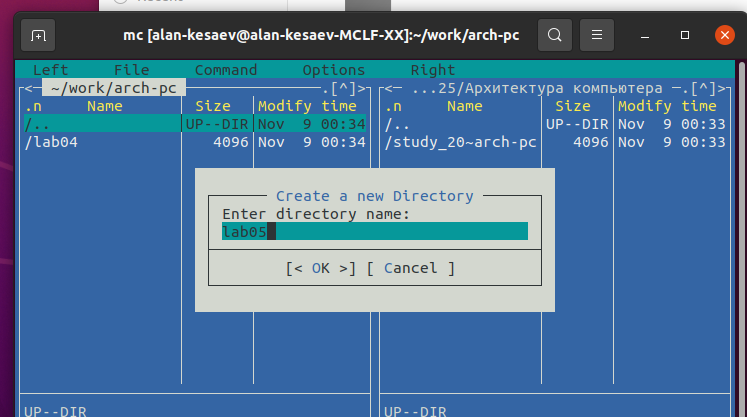 mc [alan-kesaev@alan-kesaev-MCLF-XX]:~/work/arch-pc
Left File Command Options Right
<─ ~/work/arch-pc ─.[^]>
.n Name Size Modify time
/.. UP--DIR Nov 9 00:34
/lab04 4096 Nov 9 00:34
<─ ...25/Архитектура компьютера ─.[^]>
.n Name Size Modify time
/.. UP--DIR Nov 9 00:33
/study_20~arch-pc 4096 Nov 9 00:33
Create a new Directory
Enter directory name:
lab05
[< OK >] [ Cancel ]
UP--DIR
UP--DIR